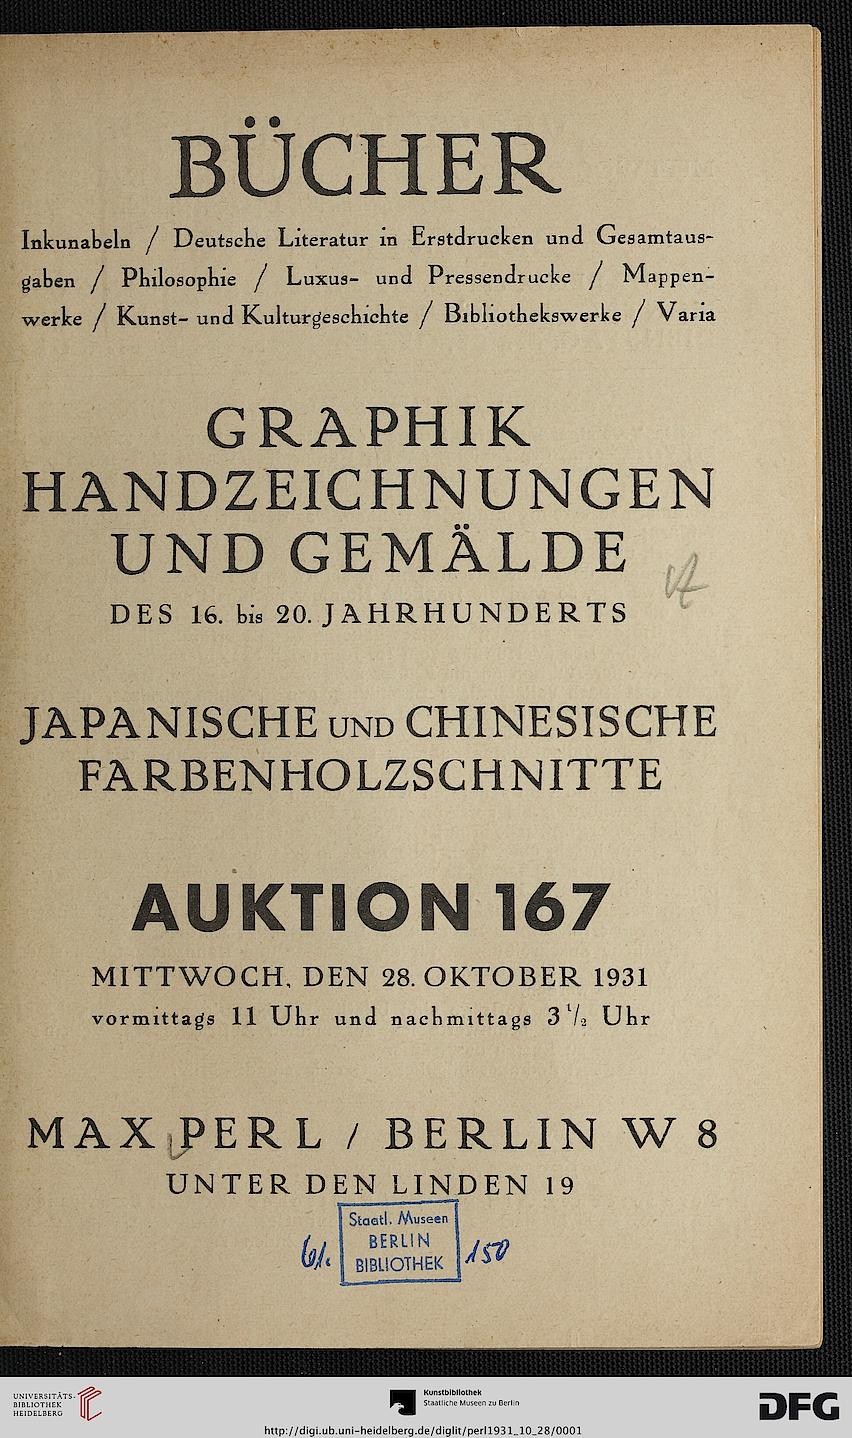 BÜCHER
Inkunabeln / Deutsche Literatur in Erstdrucken und Gesamtaus-
gaben / Philosophie / Luxus- und Pressendrucke / Mappen-
werke / Kunst- und Kulturgeschichte / Bibliothekswerke / Varia
GRAPHIK
HANDZEICHNUNGEN
UND GEMÄLDE
DES 16. bis 20. JAHRHUNDERTS
JAPANISCHE UND CHINESISCHE
FARBENHOLZSCHNITTE
AUKTION 167
MITTWOCH, DEN 28. OKTOBER 1931
vormittags 11 Uhr und nachmittags 3 1/2 Uhr
MAX PERL / BERLIN W 8
UNTER DEN LINDEN 19
Staatl. Museen
BERLIN
BIBLIOTHEK
61. 150
UNIVERSITÄTS-
BIBLIOTHEK
HEIDELBERG
Kunstbibliothek
Staatliche Museen zu Berlin
DFG
http://digi.ub.uni-heidelberg.de/diglit/perl1931_10_28/0001